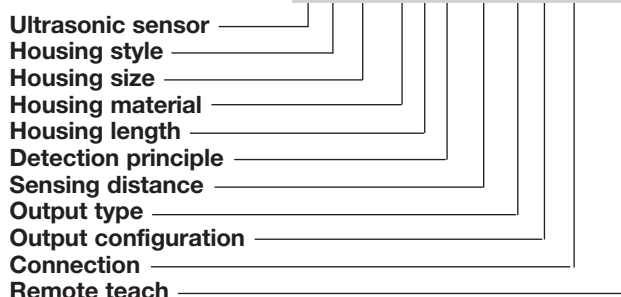 Ultrasonic sensor
Housing style
Housing size
Housing material
Housing length
Detection principle
Sensing distance
Output type
Output configuration
Connection
Remote teach